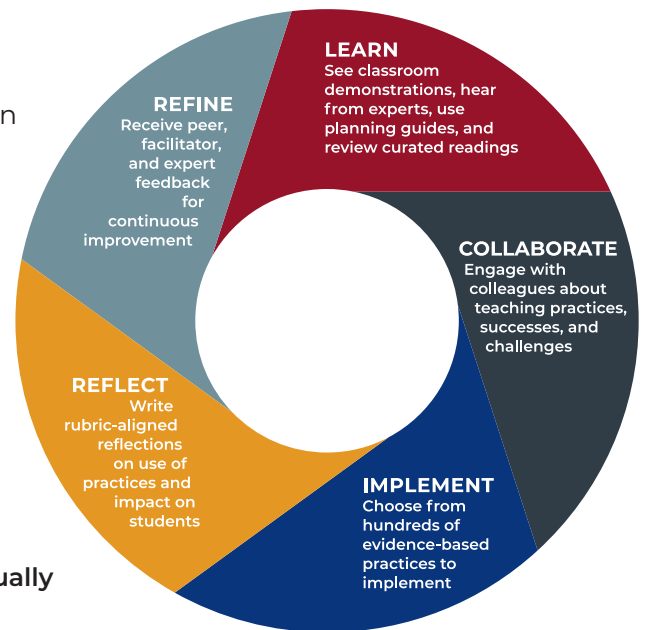 n
LEARN
See classroom
demonstrations, hear
from experts, use
planning guides, and
review curated readings
COLLABORATE
Engage with
colleagues about
teaching practices,
successes, and
challenges
IMPLEMENT
Choose from
hundreds of
evidence-based
practices to
implement
REFLECT
Write
rubric-aligned
reflections
on use of
practices and
impact on
students
REFINE
Receive peer,
facilitator,
and expert
feedback
for
continuous
improvement
ually